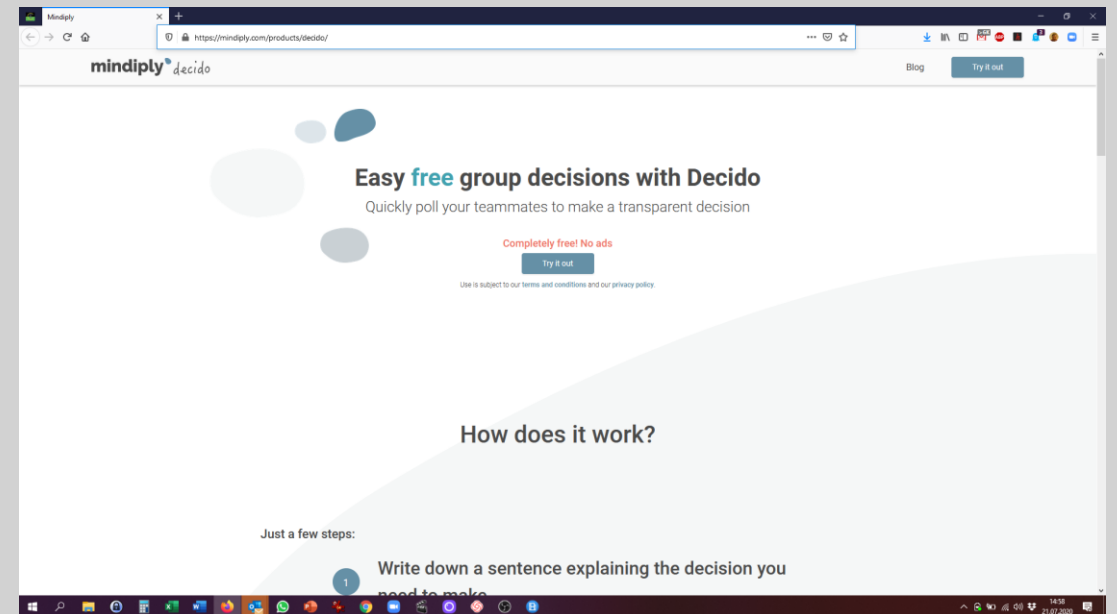 Mindiply
https://mindiply.com/products/decido/
mindiply decido
Blog
Try it out
Easy free group decisions with Decido
Quickly poll your teammates to make a transparent decision
Completely free! No ads
Try it out
Use is subject to our terms and conditions and our privacy policy.
How does it work?
Just a few steps:
1
Write down a sentence explaining the decision you
need to make
14:58
21.07.2020